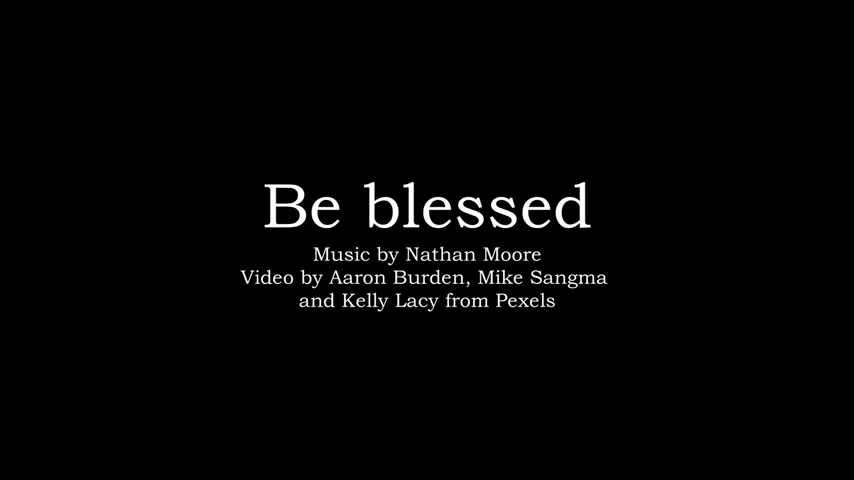 Be blessed
Music by Nathan Moore
Video by Aaron Burden, Mike Sangma
and Kelly Lacy from Pexels